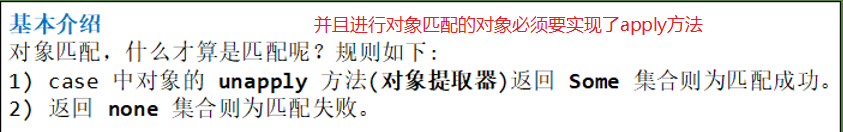 基本介绍 并且进行对象匹配的对象必须要实现了apply方法
对象匹配，什么才算是匹配呢？规则如下:
1) case 中对象的 unapply 方法(对象提取器)返回 Some 集合则为匹配成功。
2) 返回 none 集合则为匹配失败。